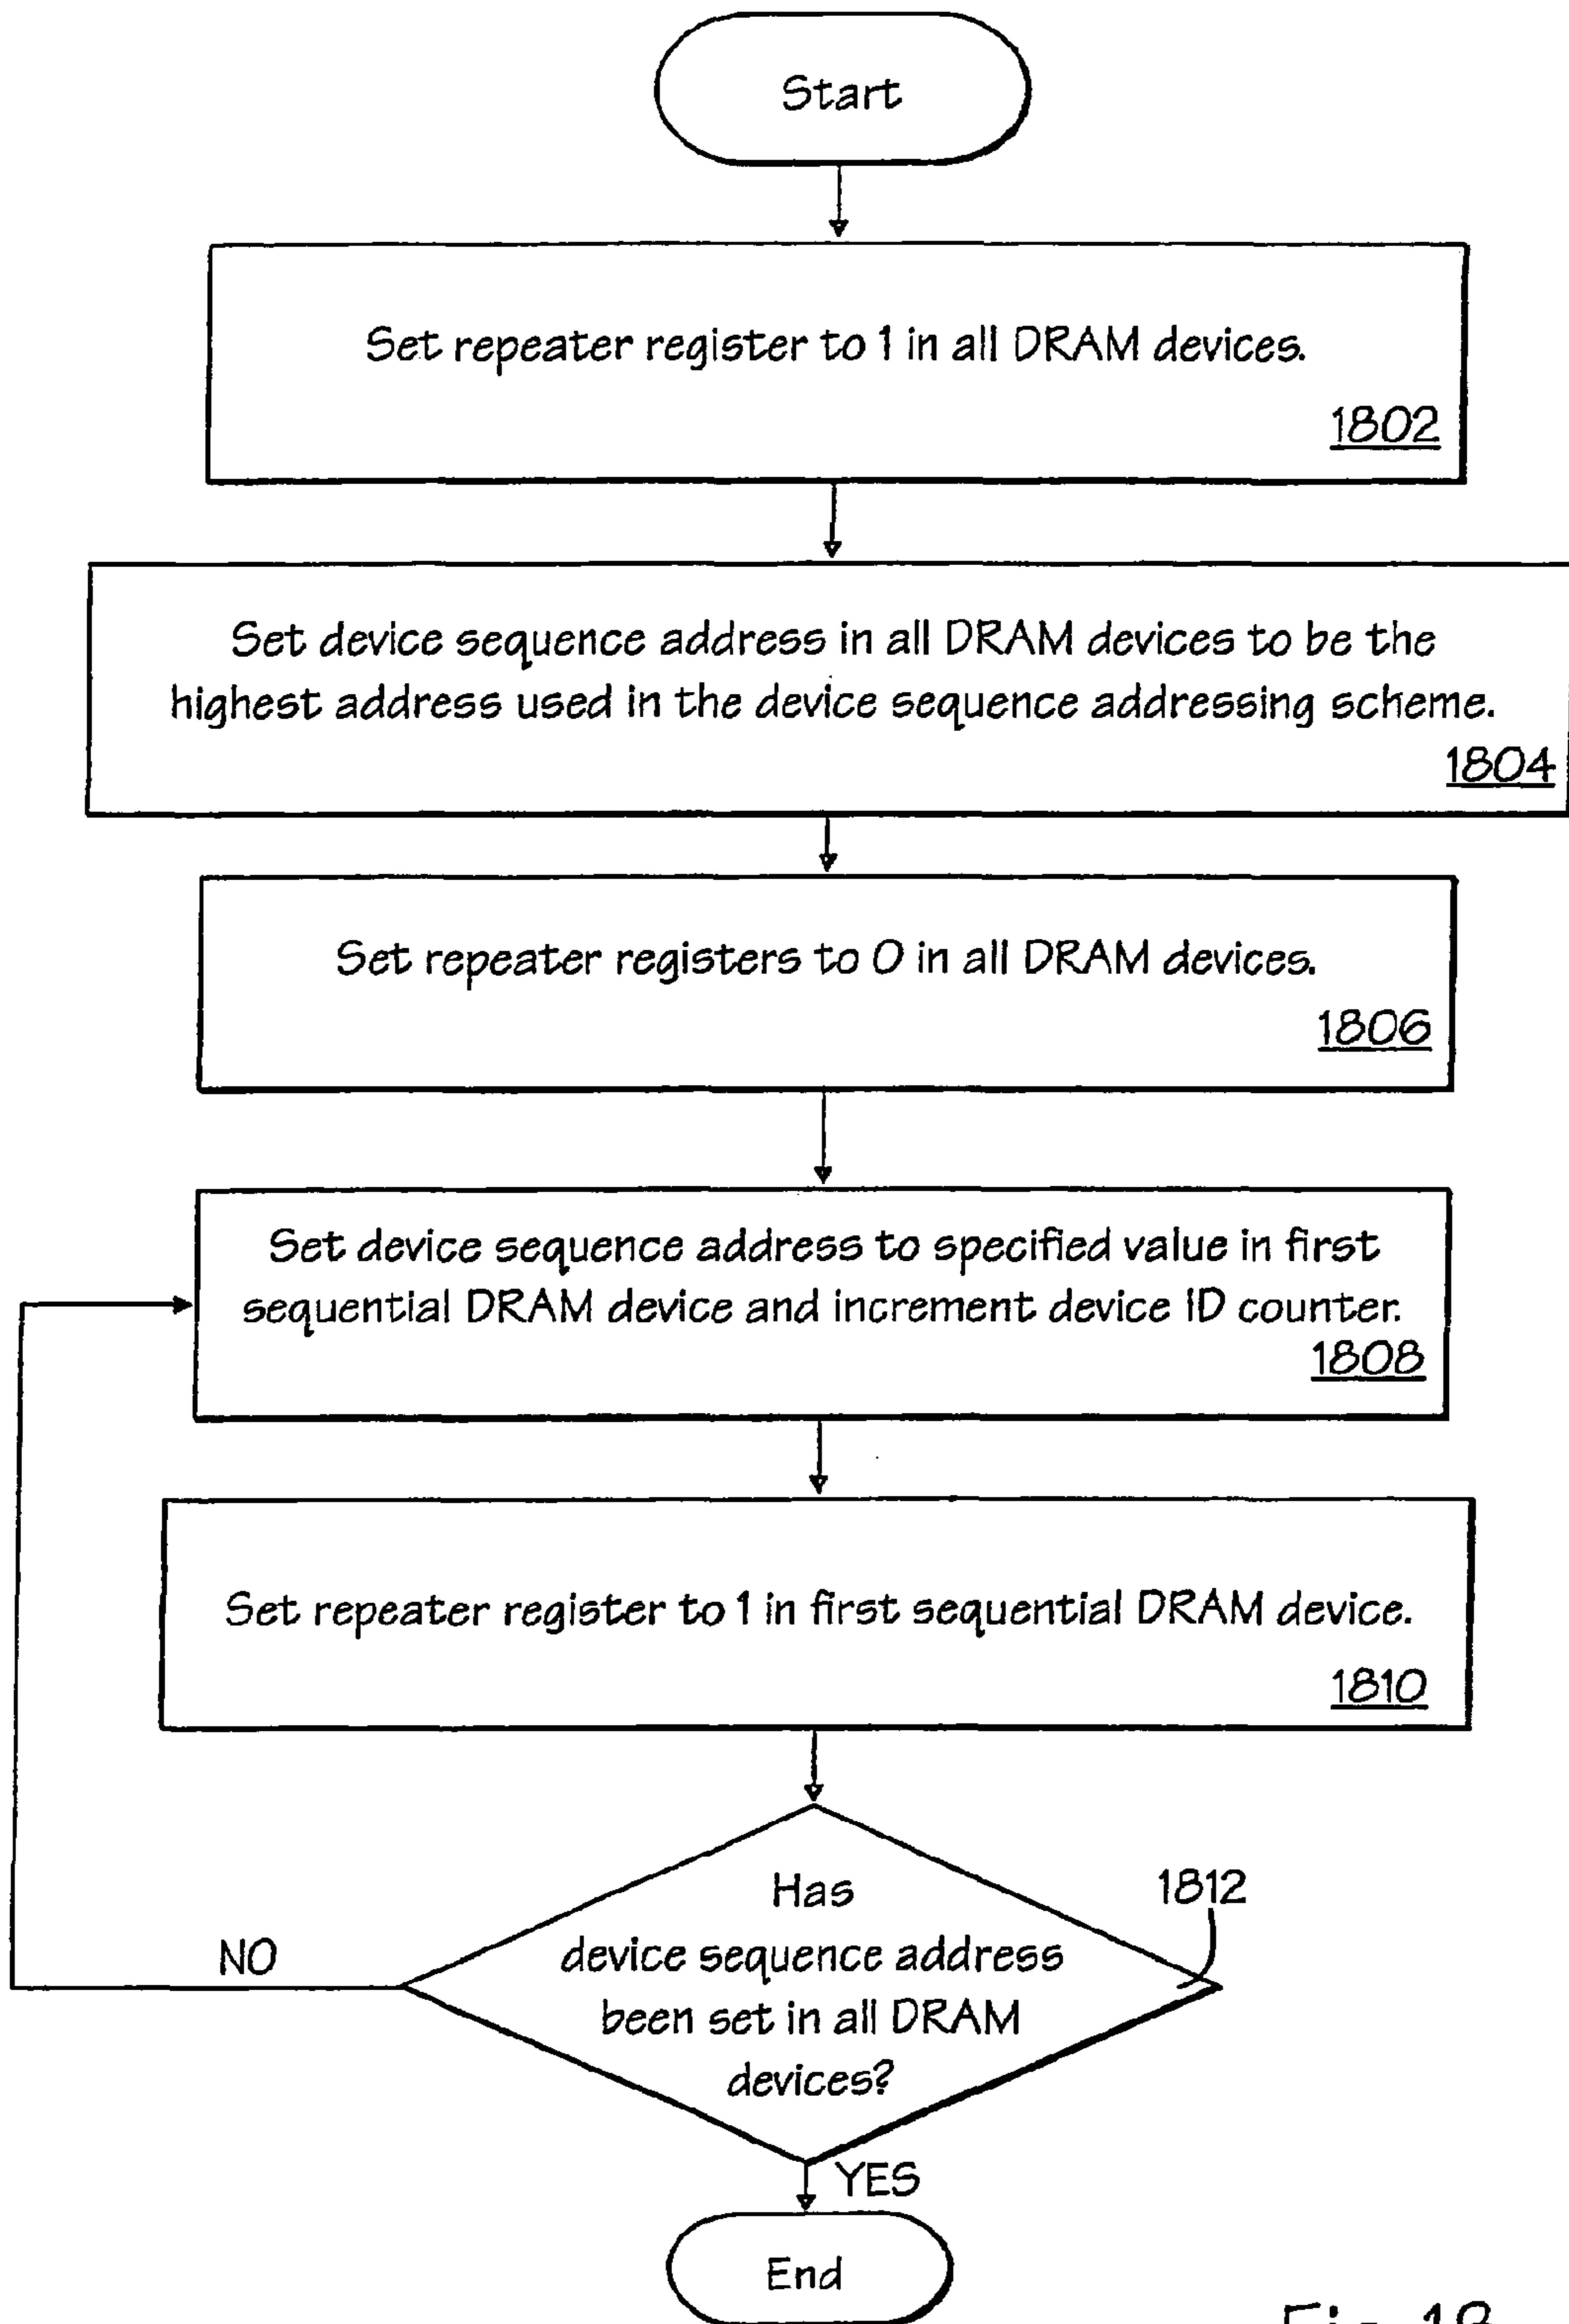 Start
Set repeater register to 1 in all DRAM devices.
1802
Set device sequence address in all DRAM devices to be the
highest address used in the device sequence addressing scheme.
1804
Set repeater registers to 0 in all DRAM devices.
1806
Set device sequence address to specified value in first
sequential DRAM device and increment device ID counter.
1808
Set repeater register to 1 in first sequential DRAM device.
1810
Has
device sequence address
been set in all DRAM
devices?
1812
NO
YES
End
Fig. 18